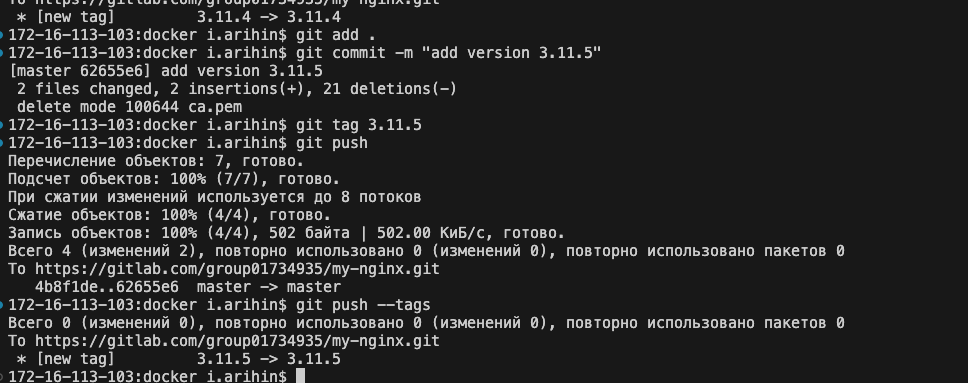 To https://gitlab.com/group01734935/my-nginx.git
 * [new tag]         3.11.4 -> 3.11.4
172-16-113-103:docker i.arihin$ git add .
172-16-113-103:docker i.arihin$ git commit -m "add version 3.11.5"
[master 62655e6] add version 3.11.5
 2 files changed, 2 insertions(+), 21 deletions(-)
 delete mode 100644 ca.pem
172-16-113-103:docker i.arihin$ git tag 3.11.5
172-16-113-103:docker i.arihin$ git push
Перечисление объектов: 7, готово.
Подсчет объектов: 100% (7/7), готово.
При сжатии изменений используется до 8 потоков
Сжатие объектов: 100% (4/4), готово.
Запись объектов: 100% (4/4), 502 байта | 502.00 КиБ/с, готово.
Всего 4 (изменений 2), повторно использовано 0 (изменений 0), повторно использовано пакетов 0
To https://gitlab.com/group01734935/my-nginx.git
   4b8f1de..62655e6  master -> master
172-16-113-103:docker i.arihin$ git push --tags
Всего 0 (изменений 0), повторно использовано 0 (изменений 0), повторно использовано пакетов 0
To https://gitlab.com/group01734935/my-nginx.git
 * [new tag]         3.11.5 -> 3.11.5
172-16-113-103:docker i.arihin$